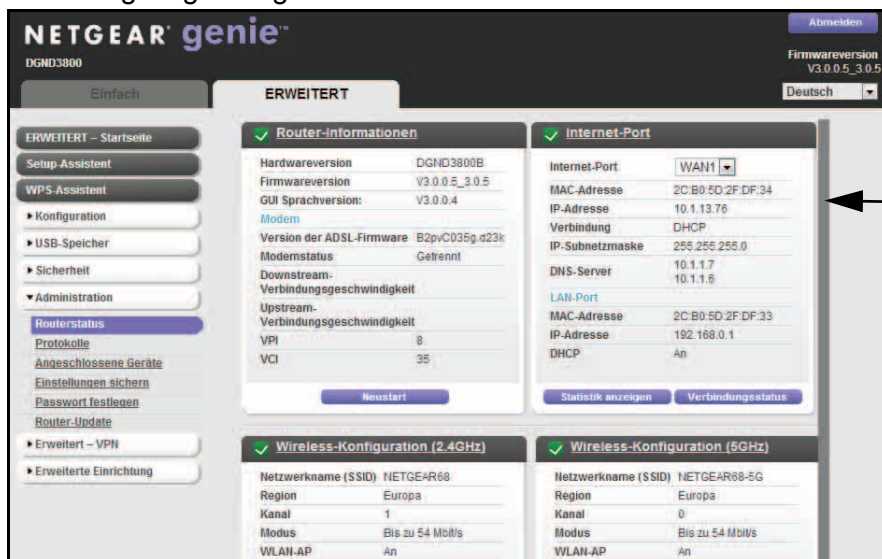 NETGEAR genie™
DGND3800
Abmelden
Firmwareversion
V3.0.0.5_3.0.5
Einfach
ERWEITERT
Deutsch
ERWEITERT – Startseite
Setup-Assistent
WPS-Assistent
Konfiguration
USB-Speicher
Sicherheit
Administration
Routerstatus
Protokolle
Angeschlossene Geräte
Einstellungen sichern
Passwort festlegen
Router-Update
Erweitert – VPN
Erweiterte Einrichtung
Router-Informationen
Hardwareversion DGND3800B
Firmwareversion V3.0.0.5_3.0.5
GUI Sprachversion: V3.0.0.4
Modem
Version der ADSL-Firmware B2pvC035g.d23k
Modemstatus Getrennt
Downstream-
Verbindungsgeschwindigkeit
Upstream-
Verbindungsgeschwindigkeit
VPI 8
VCI 35
Neustart
Internet-Port
Internet-Port WAN1
MAC-Adresse 2C:B0:5D:2F:DF:34
IP-Adresse 10.1.13.76
Verbindung DHCP
IP-Subnetzmaske 255.255.255.0
DNS-Server 10.1.1.7
10.1.1.6
LAN-Port
MAC-Adresse 2C:B0:5D:2F:DF:33
IP-Adresse 192.168.0.1
DHCP An
Statistik anzeigen Verbindungsstatus
Wireless-Konfiguration (2.4GHz)
Netzwerkname (SSID) NETGEAR68
Region Europa
Kanal 1
Modus Bis zu 54 Mbit/s
WLAN-AP An
Wireless-Konfiguration (5GHz)
Netzwerkname (SSID) NETGEAR68-5G
Region Europa
Kanal 0
Modus Bis zu 54 Mbit/s
WLAN-AP An